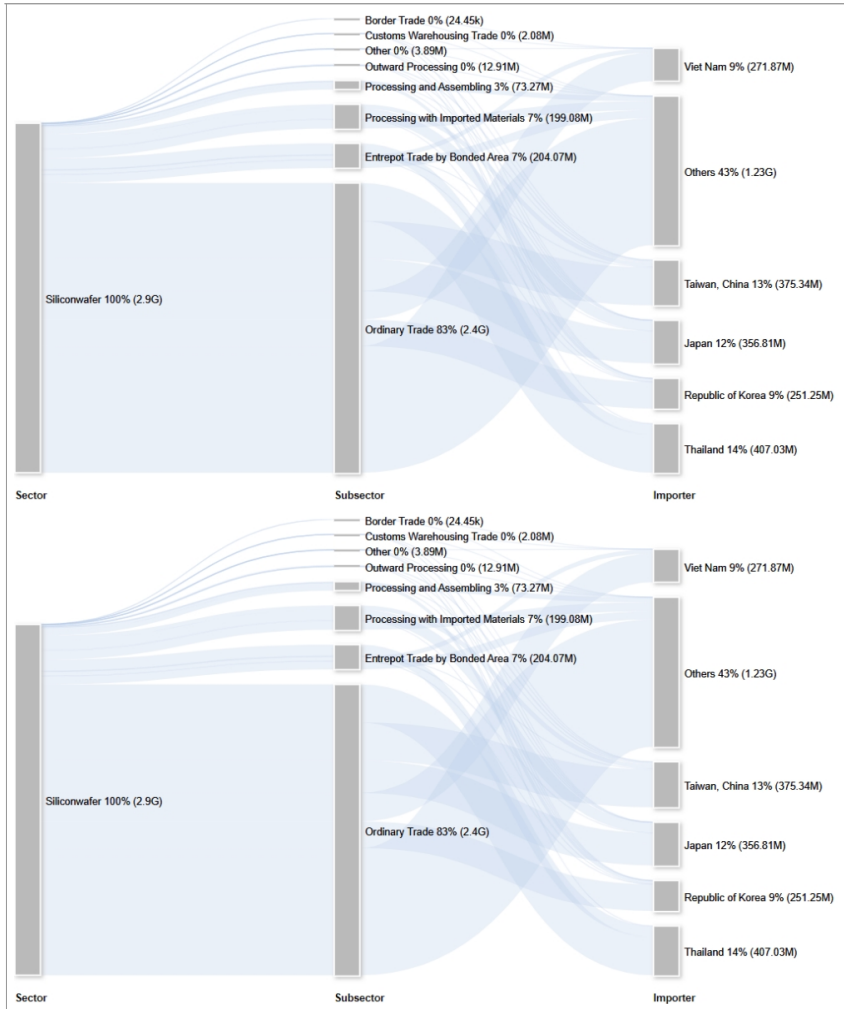 Border Trade 0% (24.45k)
Customs Warehousing Trade 0% (2.08M)
Other 0% (3.89M)
Outward Processing 0% (12.91M)
Viet Nam 9% (271.87M)
Processing and Assembling 3% (73.27M)
Processing with Imported Materials 7% (199.08M)
Entrepot Trade by Bonded Area 7% (204.07M)
Others 43% (1.23G)
Taiwan, China 13% (375.34M)
Siliconwafer 100% (2.9G)
Ordinary Trade 83% (2.4G)
Japan 12% (356.81M)
Republic of Korea 9% (251.25M)
Thailand 14% (407.03M)
Sector Subsector Importer
Border Trade 0% (24.45k)
Customs Warehousing Trade 0% (2.08M)
Other 0% (3.89M)
Outward Processing 0% (12.91M)
Viet Nam 9% (271.87M)
Processing and Assembling 3% (73.27M)
Processing with Imported Materials 7% (199.08M)
Entrepot Trade by Bonded Area 7% (204.07M)
Others 43% (1.23G)
Taiwan, China 13% (375.34M)
Siliconwafer 100% (2.9G)
Ordinary Trade 83% (2.4G)
Japan 12% (356.81M)
Republic of Korea 9% (251.25M)
Thailand 14% (407.03M)
Sector Subsector Importer